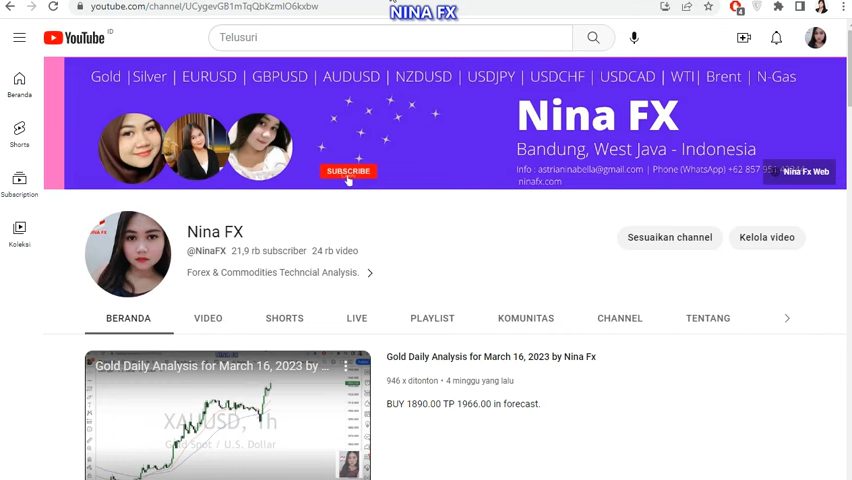 youtube.com/channel/UCygevGB1mTqQbKzmIO6kxbw
NINA FX
YouTube ID
Telusuri
4
Beranda
Shorts
Subscription
Koleksi
Gold |Silver | EURUSD | GBPUSD | AUDUSD | NZDUSD | USDJPY | USDCHF | USDCAD | WTI| Brent | N-Gas
Nina FX
Bandung, West Java - Indonesia
SUBSCRIBE
Info : astrianinabella@gmail.com | Phone (WhatsApp) +62 857
ninafx.com
Nina Fx Web
NINA FX
Nina FX
@NinaFX 21,9 rb subscriber 24 rb video
Forex & Commodities Techncial Analysis.
Sesuaikan channel
Kelola video
BERANDA VIDEO SHORTS LIVE PLAYLIST KOMUNITAS CHANNEL TENTANG
Gold Daily Analysis for March 16, 2023 by ...
XAUUSD, 1h
Gold Spot / U.S. Dollar
Gold Daily Analysis for March 16, 2023 by Nina Fx
946 x ditonton • 4 minggu yang lalu
BUY 1890.00 TP 1966.00 in forecast.